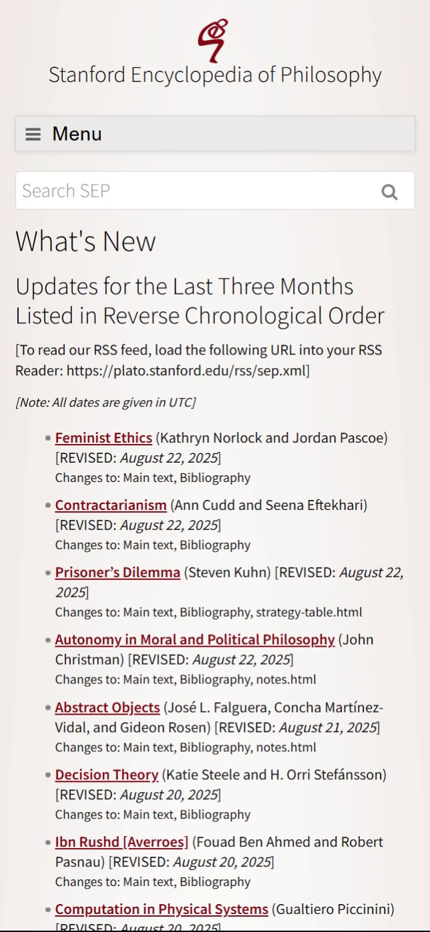 Stanford Encyclopedia of Philosophy
Menu
Search SEP
What's New
Updates for the Last Three Months
Listed in Reverse Chronological Order
[To read our RSS feed, load the following URL into your RSS
Reader: https://plato.stanford.edu/rss/sep.xml]
[Note: All dates are given in UTC]
Feminist Ethics (Kathryn Norlock and Jordan Pascoe)
[REVISED: August 22, 2025]
Changes to: Main text, Bibliography
Contractarianism (Ann Cudd and Seena Eftekhari)
[REVISED: August 22, 2025]
Changes to: Main text, Bibliography
Prisoner’s Dilemma (Steven Kuhn) [REVISED: August 22,
2025]
Changes to: Main text, Bibliography, strategy-table.html
Autonomy in Moral and Political Philosophy (John
Christman) [REVISED: August 22, 2025]
Changes to: Main text, Bibliography, notes.html
Abstract Objects (José L. Falguera, Concha Martínez-
Vidal, and Gideon Rosen) [REVISED: August 21, 2025]
Changes to: Main text, Bibliography, notes.html
Decision Theory (Katie Steele and H. Orri Stefánsson)
[REVISED: August 20, 2025]
Changes to: Main text, Bibliography
Ibn Rushd [Averroes] (Fouad Ben Ahmed and Robert
Pasnau) [REVISED: August 20, 2025]
Changes to: Main text, Bibliography
Computation in Physical Systems (Gualtiero Piccinini)
[REVISED: August 20, 2025]